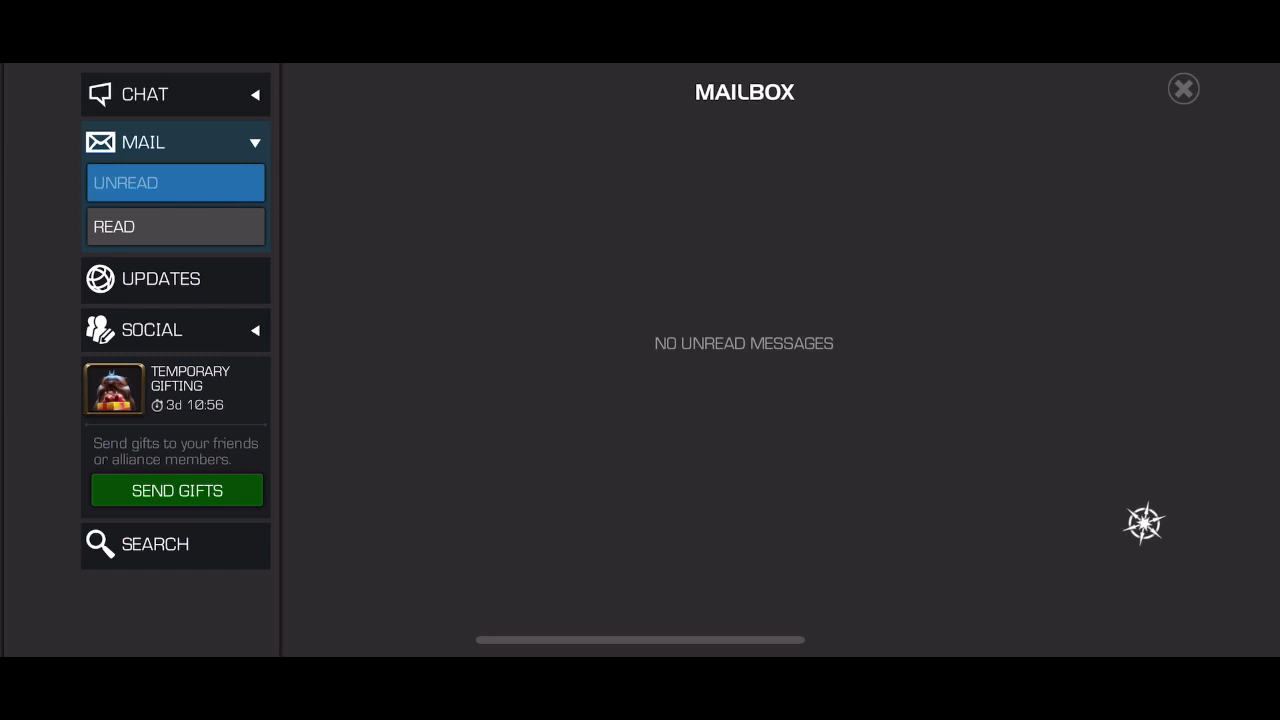 CHAT
MAIL
UNREAD
READ
UPDATES
SOCIAL
TEMPORARY
GIFTING
3d 10:56
Send gifts to your friends
or alliance members.
SEND GIFTS
SEARCH
MAILBOX
NO UNREAD MESSAGES